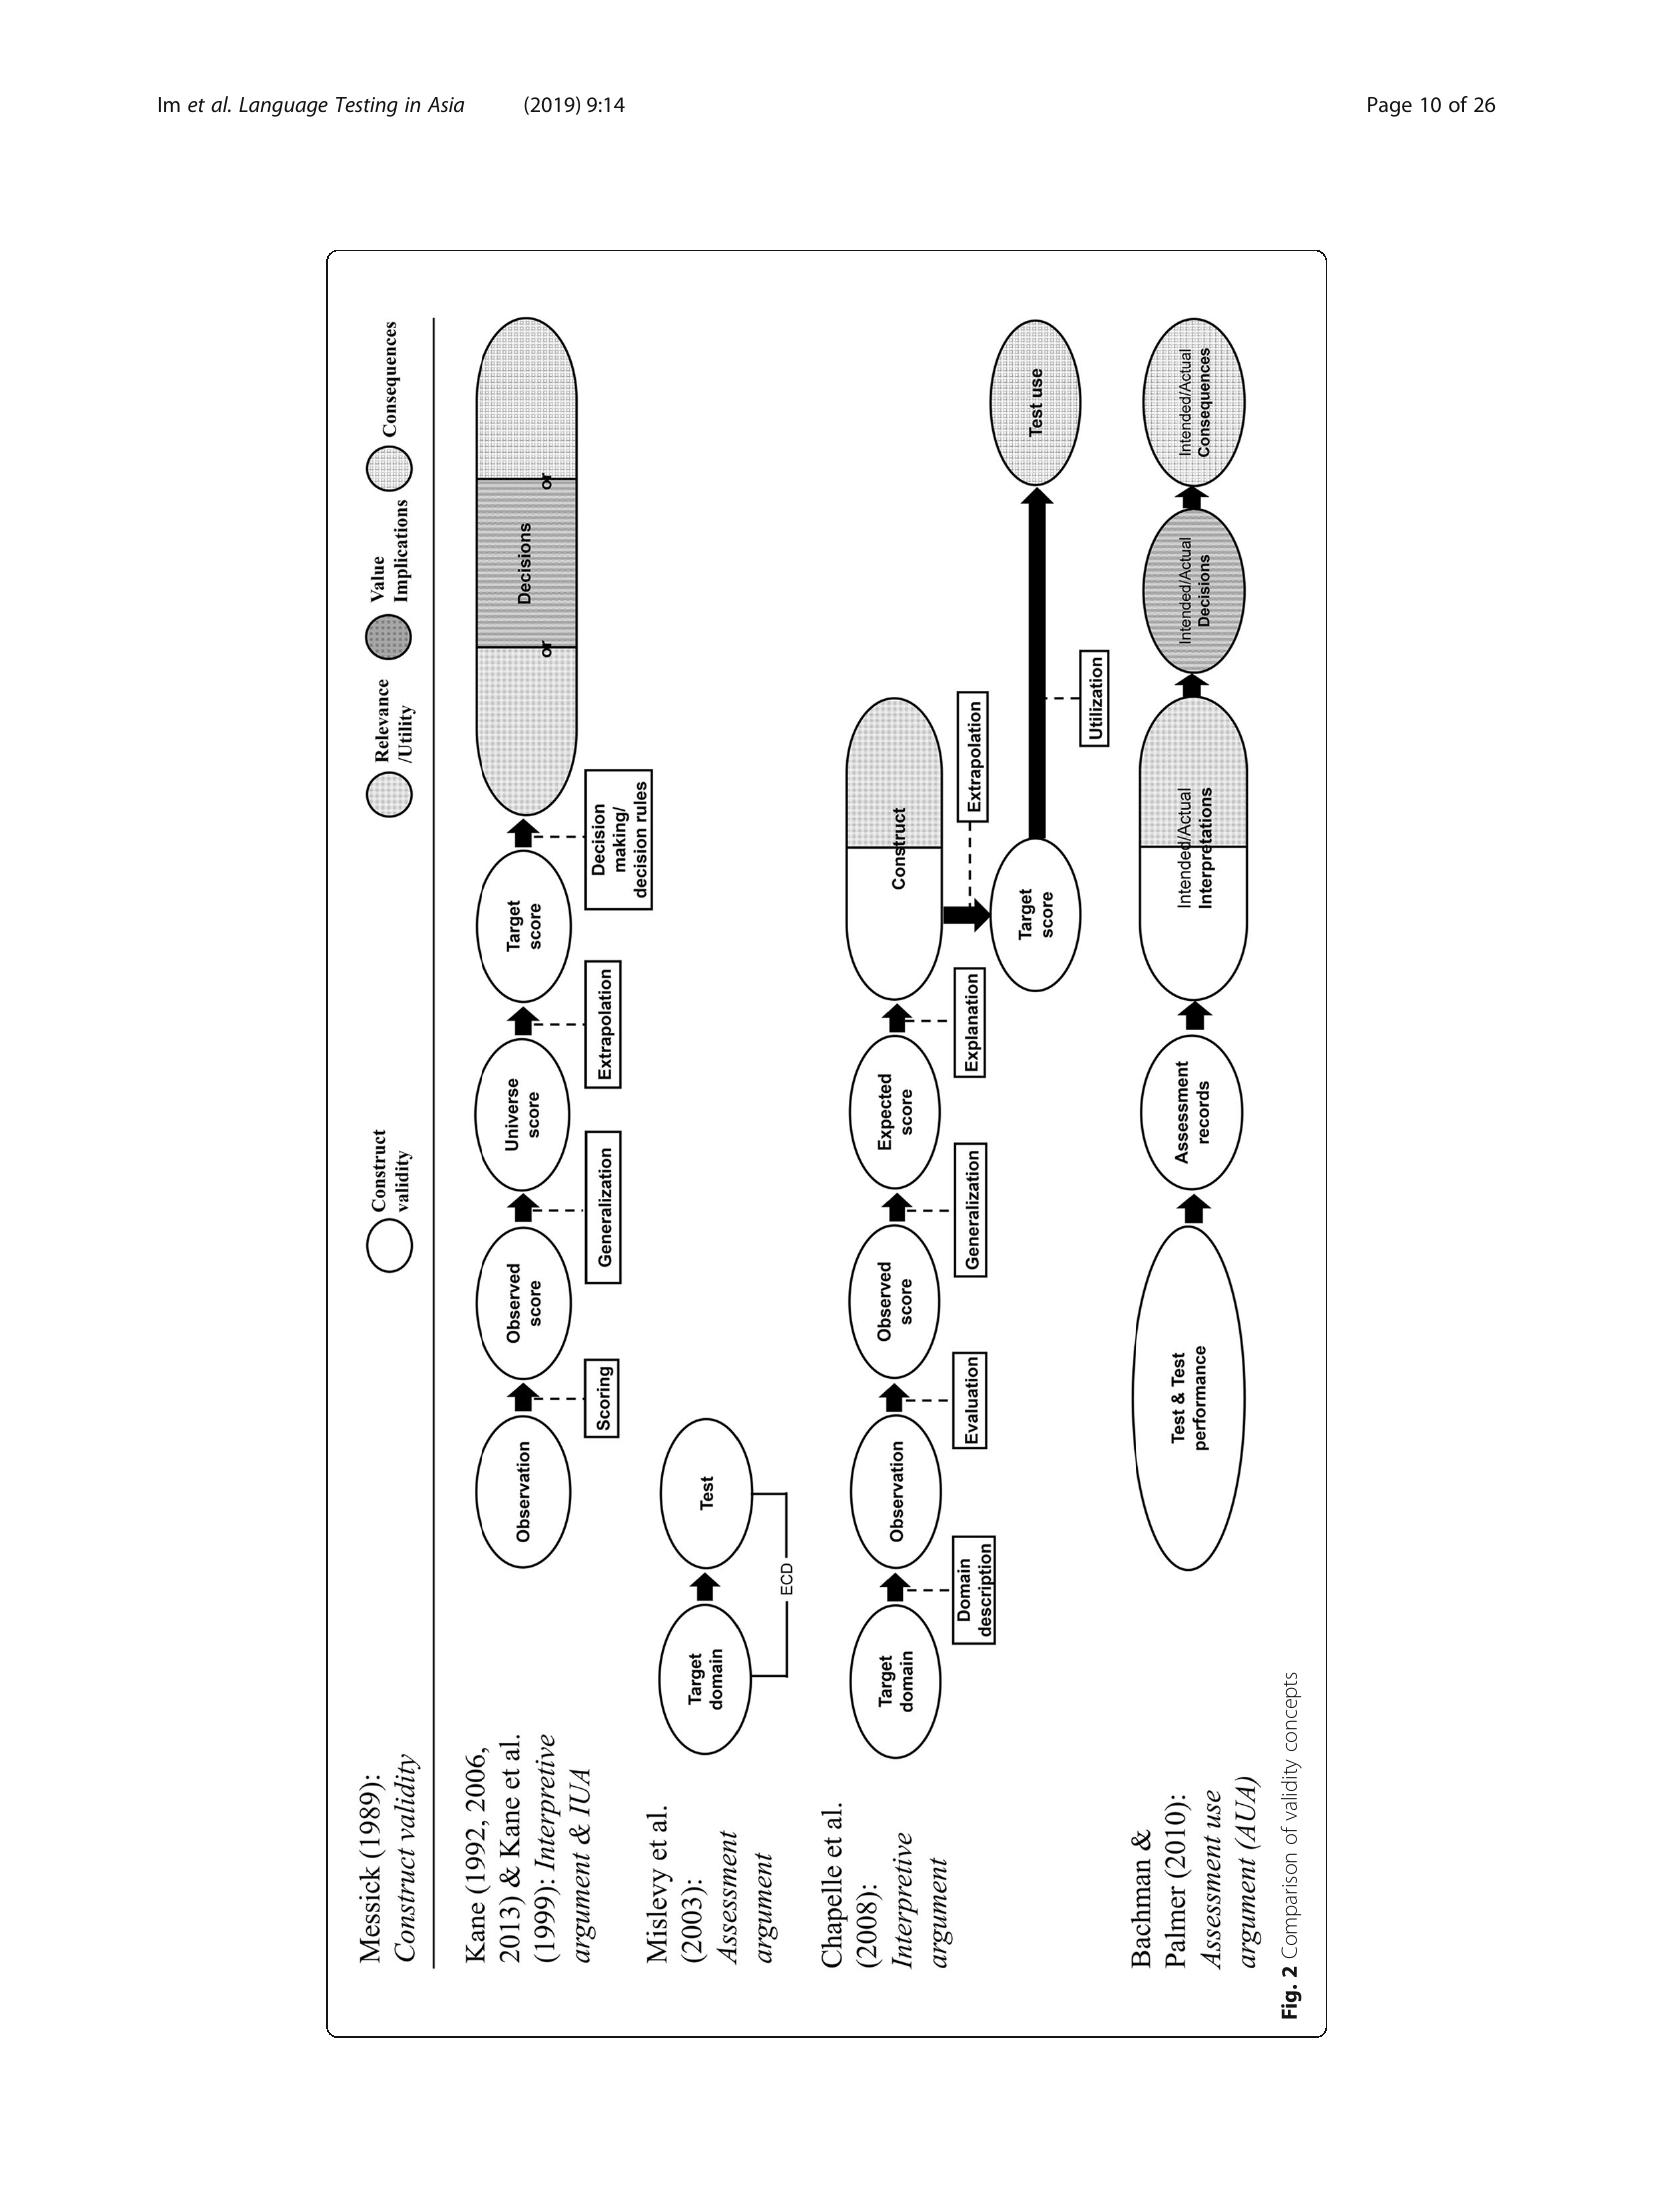 Im et al. Language Testing in Asia (2019) 9:14
Page 10 of 26
Messick (1989):
Construct validity
Construct
validity
Relevance
/Utility
Value
Implications
Consequences
Kane (1992, 2006,
2013) & Kane et al.
(1999): Interpretive
argument & IUA
Observation
Scoring
Observed
score
Generalization
Universe
score
Extrapolation
Target
score
Decision
making/
decision rules
or
Decisions
or
Mislevy et al.
(2003):
Assessment
argument
Target
domain
Test
ECD
Chapelle et al.
(2008):
Interpretive
argument
Target
domain
Domain
description
Observation
Evaluation
Observed
score
Generalization
Expected
score
Explanation
Construct
Extrapolation
Target
score
Utilization
Test use
Bachman &
Palmer (2010):
Assessment use
argument (AUA)
Test & Test
performance
Assessment
records
Intended/Actual
Interpretations
Intended/Actual
Decisions
Intended/Actual
Consequences
Fig. 2 Comparison of validity concepts